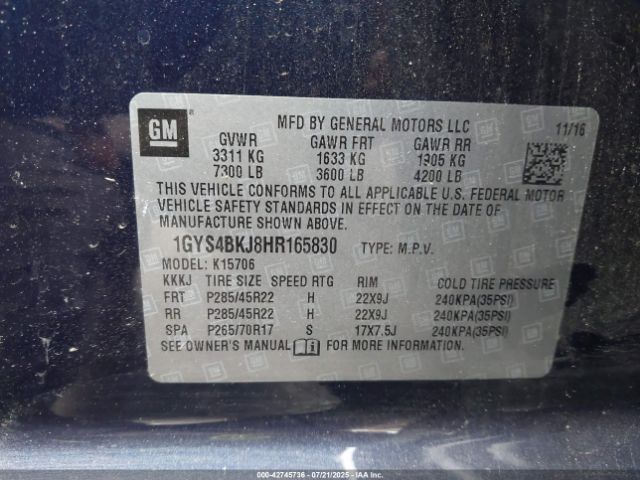 GM
MFD BY GENERAL MOTORS LLC 11/16
GVWR GAWR FRT GAWR RR
3311 KG 1633 KG 1905 KG
7300 LB 3600 LB 4200 LB
THIS VEHICLE CONFORMS TO ALL APPLICABLE U.S. FEDERAL MOTOR
VEHICLE SAFETY STANDARDS IN EFFECT ON THE DATE OF
MANUFACTURE SHOWN ABOVE.
1GYS4BKJ8HR165830 TYPE: M.P.V.
MODEL: K15706
KKKJ TIRE SIZE SPEED RTG RIM COLD TIRE PRESSURE
FRT P285/45R22 H 22X9J 240KPA(35PSI)
RR P285/45R22 H 22X9J 240KPA(35PSI)
SPA P265/70R17 S 17X7.5J 240KPA(35PSI)
SEE OWNER'S MANUAL i FOR MORE INFORMATION.
000-42745736 07/21/2025 IAAI.COM